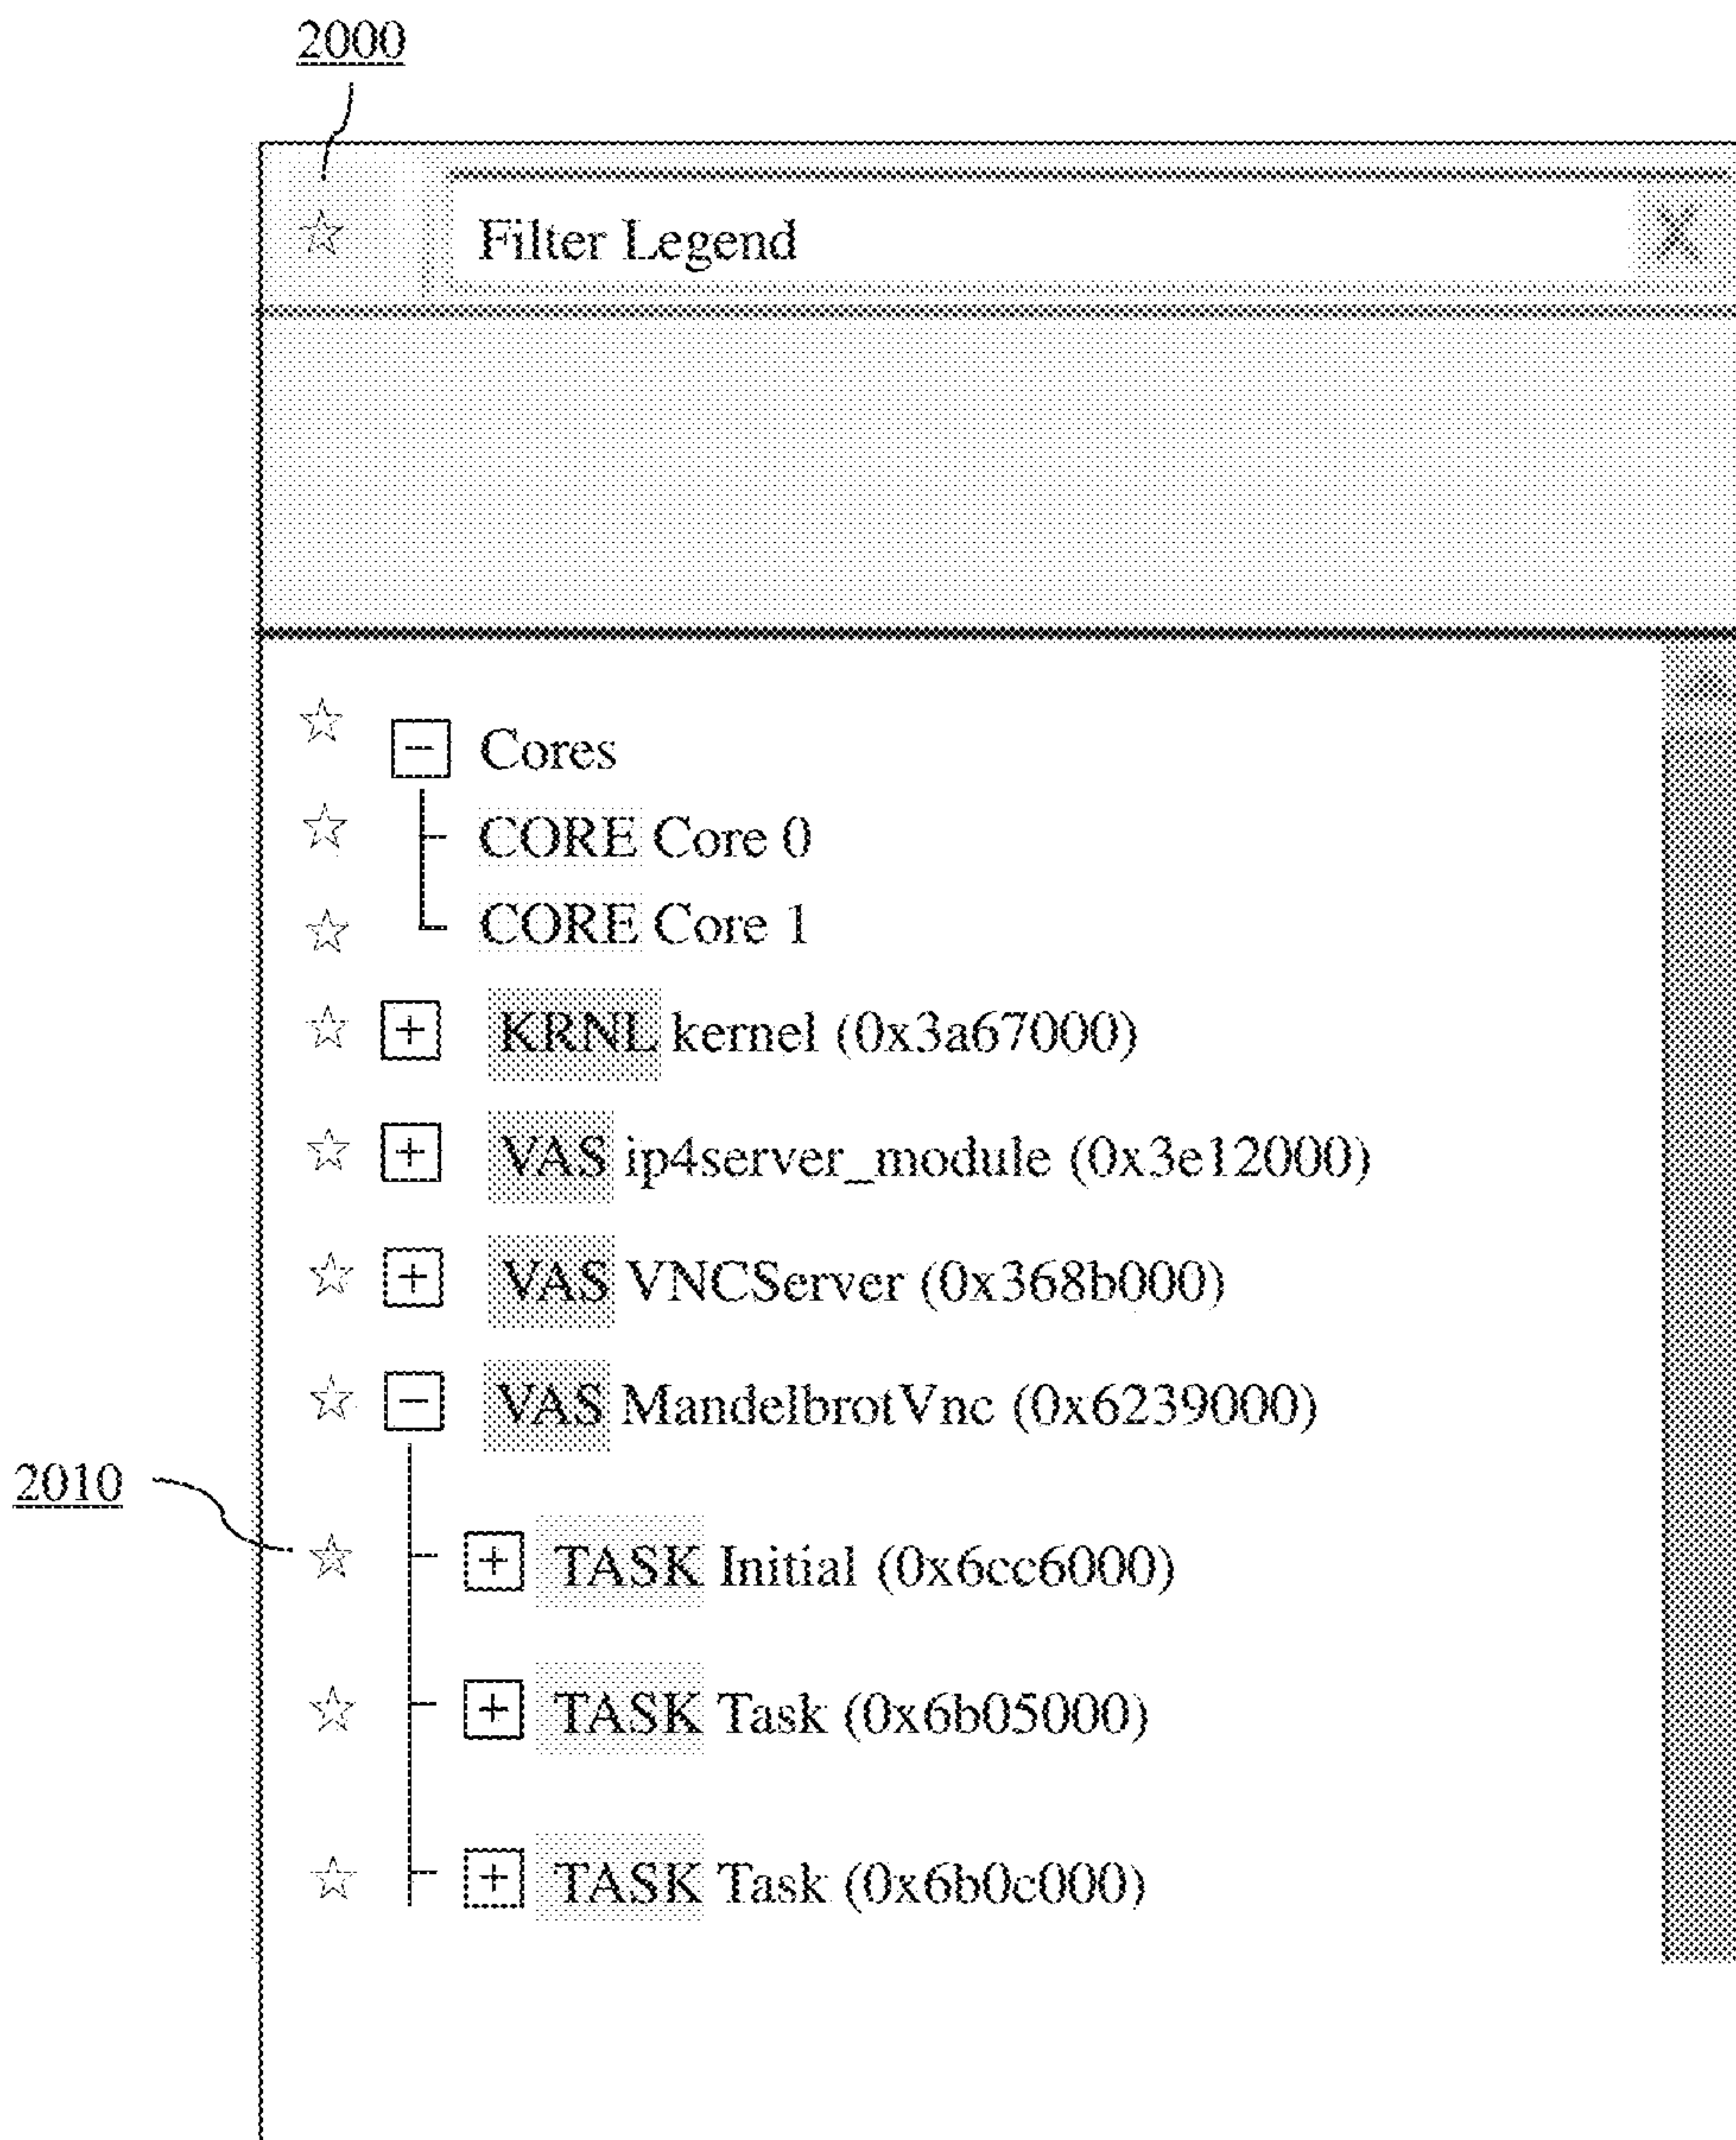 2000
Filter Legend X
Cores
CORE Core 0
CORE Core 1
KRNL kernel (0x3a67000)
VAS ip4server_module (0x3e12000)
VAS VNCServer (0x368b000)
VAS MandelbrotVnc (0x6239000)
2010
TASK Initial (0x6cc6000)
TASK Task (0x6b05000)
TASK Task (0x6b0c000)